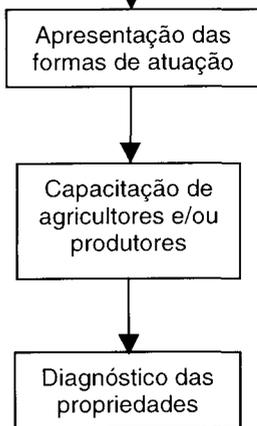 Apresentação das
formas de atuação
Capacitação de
agricultores e/ou
produtores
Diagnóstico das
propriedades